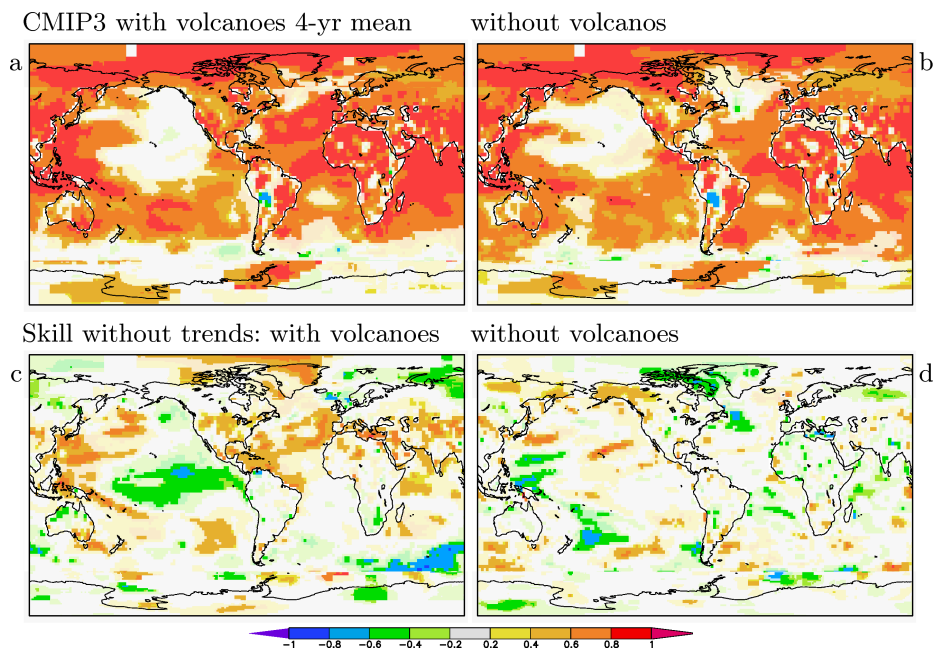 CMIP3 with volcanoes 4-yr mean without volcanos
a b
Skill without trends: with volcanoes without volcanoes
c d
-1 -0.8 -0.6 -0.4 -0.2 0.2 0.4 0.6 0.8 1